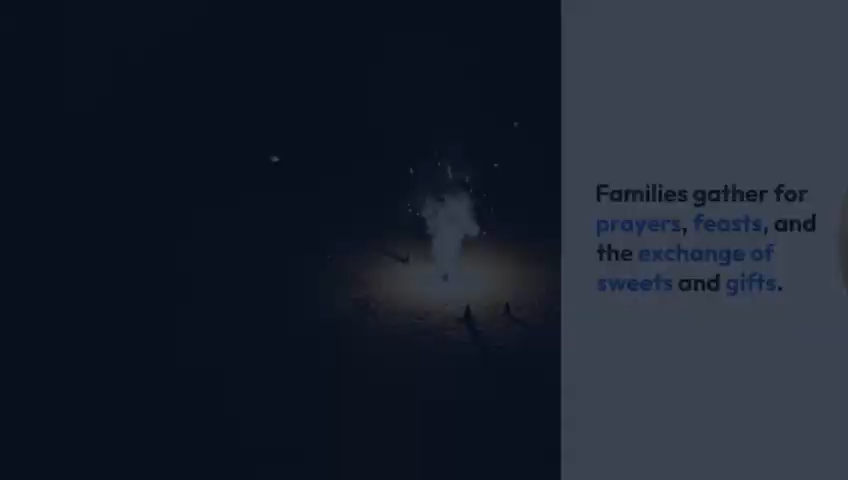 Families gather for
prayers, feasts, and
the exchange of
sweets and gifts.